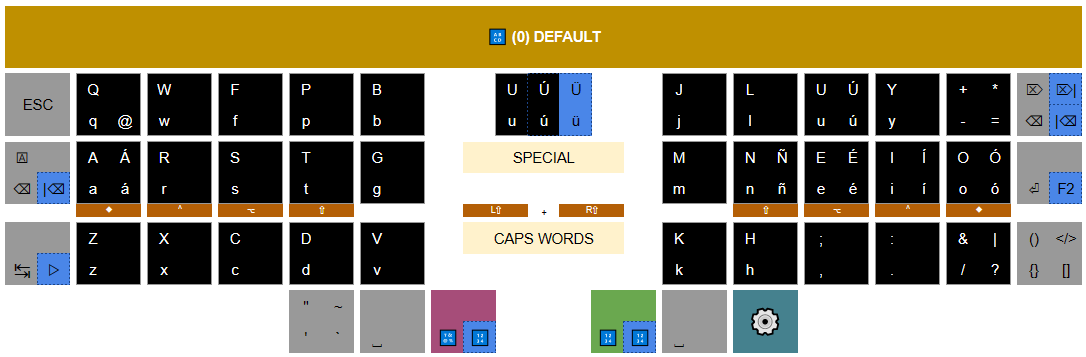 (0) DEFAULT
ESC Q W F P B U Ú Ü J L U Ú Y + * ⌦ ⌦|
q @ w f p b u ú ü j l u ú y - = ⌫ |⌫
A Á R S T G SPECIAL M N Ñ E É I Í O Ó
⌫ |⌫ a á r s t g m n ñ e é i í o ó ⏎ F2
◆ ^ ⌥ ⇧ L⇧ + R⇧ ⇧ ⌥ ^ ◆
Z X C D V CAPS WORDS K H ; : & | () </>
↹ ▷ z x c d v k h , . / ? {} []
" ~
' ` ⎵ ⎵